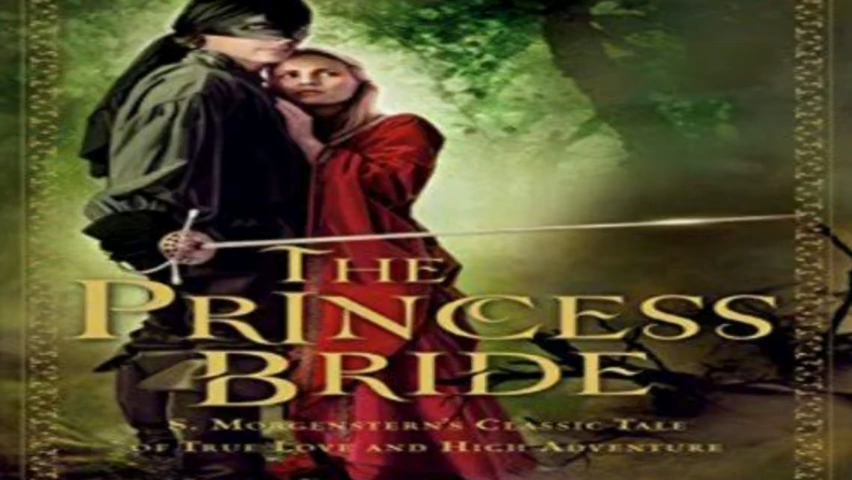 THE
PRINCESS
BRIDE
S. MORGENSTERN'S CLASSIC TALE
OF TRUE LOVE AND HIGH ADVENTURE